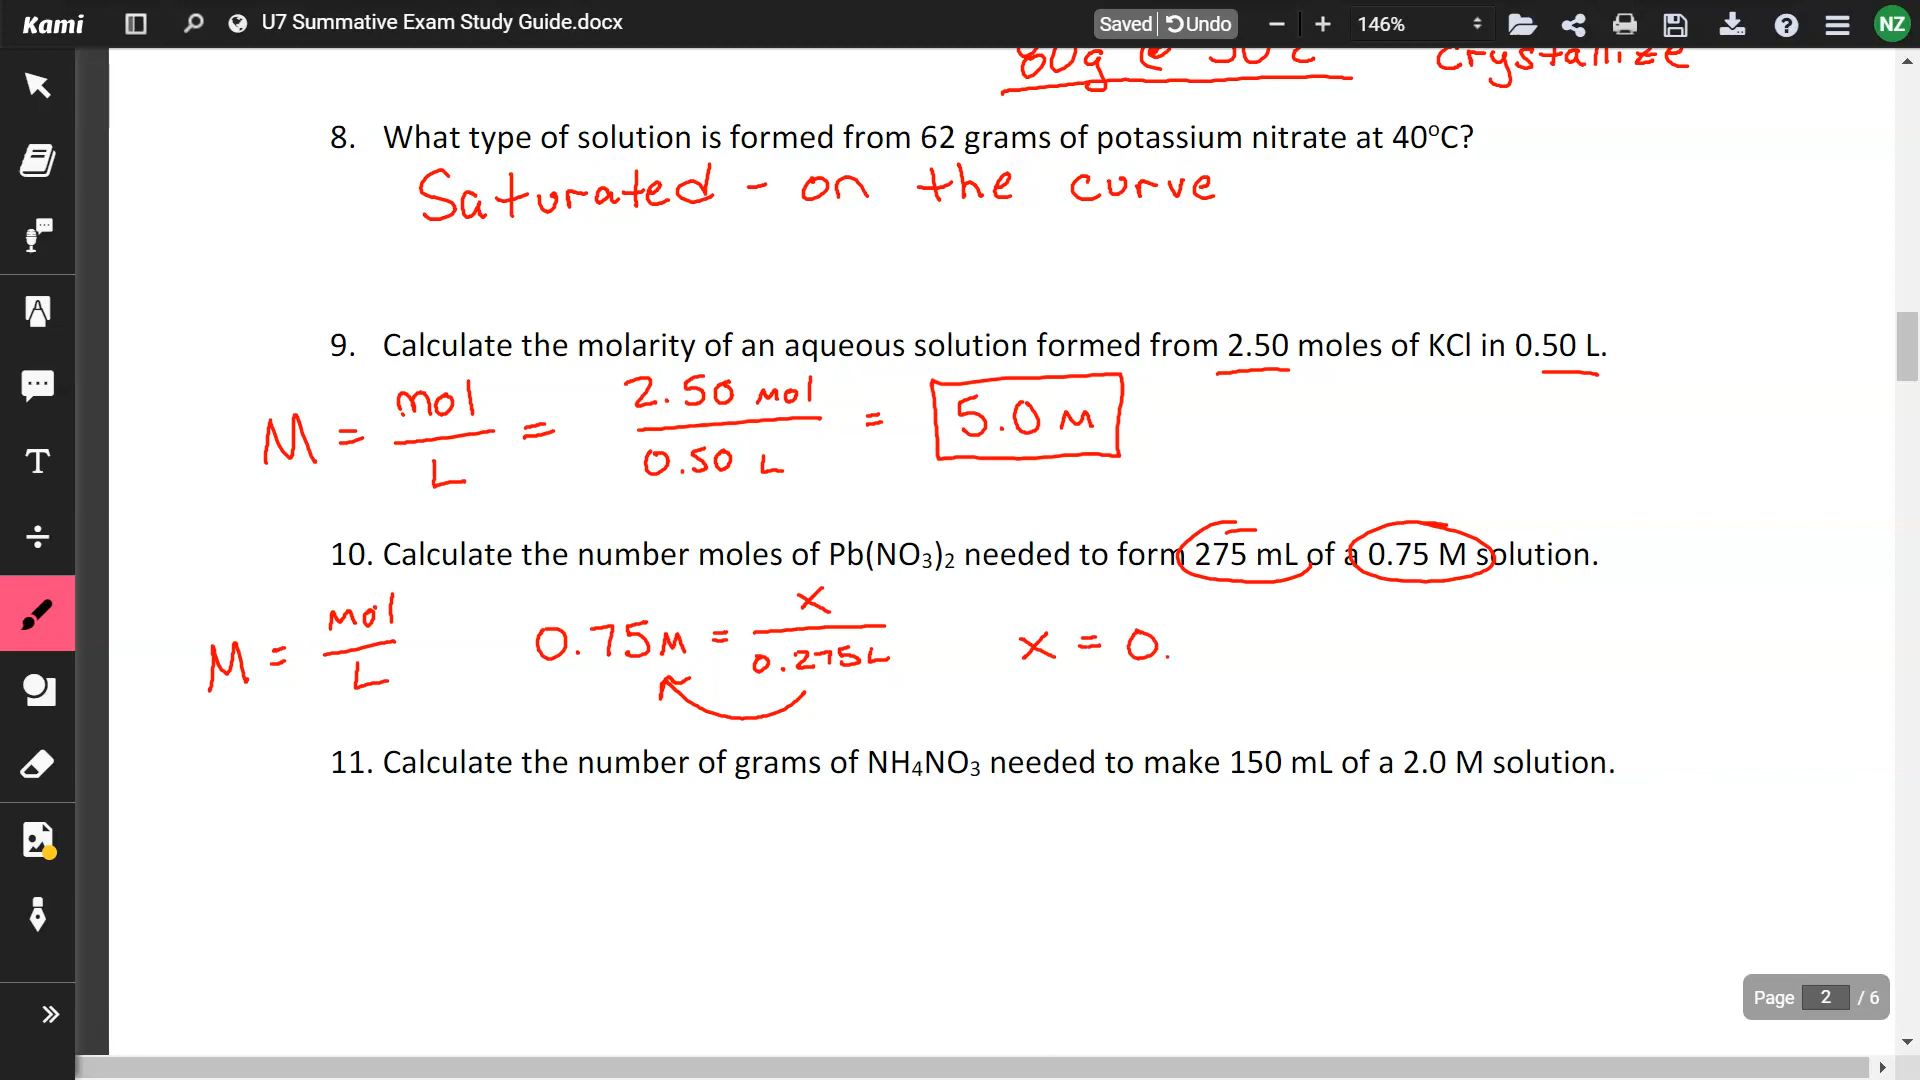 Kami U7 Summative Exam Study Guide.docx Saved Undo 146% NZ
80g @ 50°C crystallize
8. What type of solution is formed from 62 grams of potassium nitrate at 40°C?
Saturated - on the curve
9. Calculate the molarity of an aqueous solution formed from 2.50 moles of KCl in 0.50 L.
M = mol / L = 2.50 mol / 0.50 L = 5.0 M
10. Calculate the number moles of Pb(NO₃)₂ needed to form 275 mL of a 0.75 M solution.
M = mol / L 0.75 M = x / 0.275 L x = 0.
11. Calculate the number of grams of NH₄NO₃ needed to make 150 mL of a 2.0 M solution.
Page 2 / 6